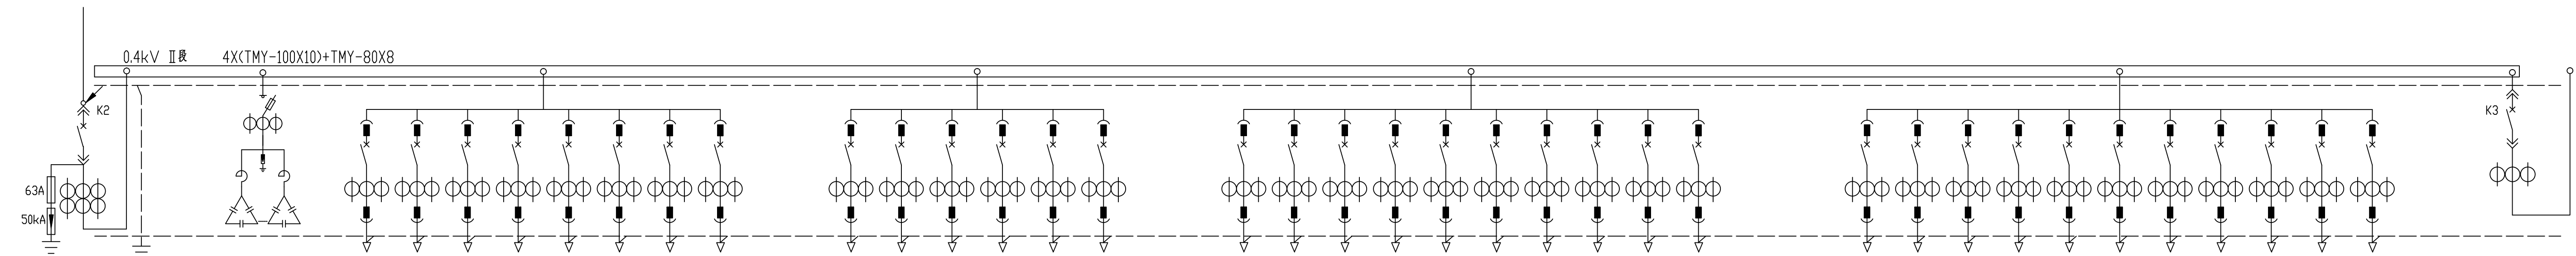 0.4kV II段 4X(TMY-100X10)+TMY-80X8
K2
K3
63A
50kA